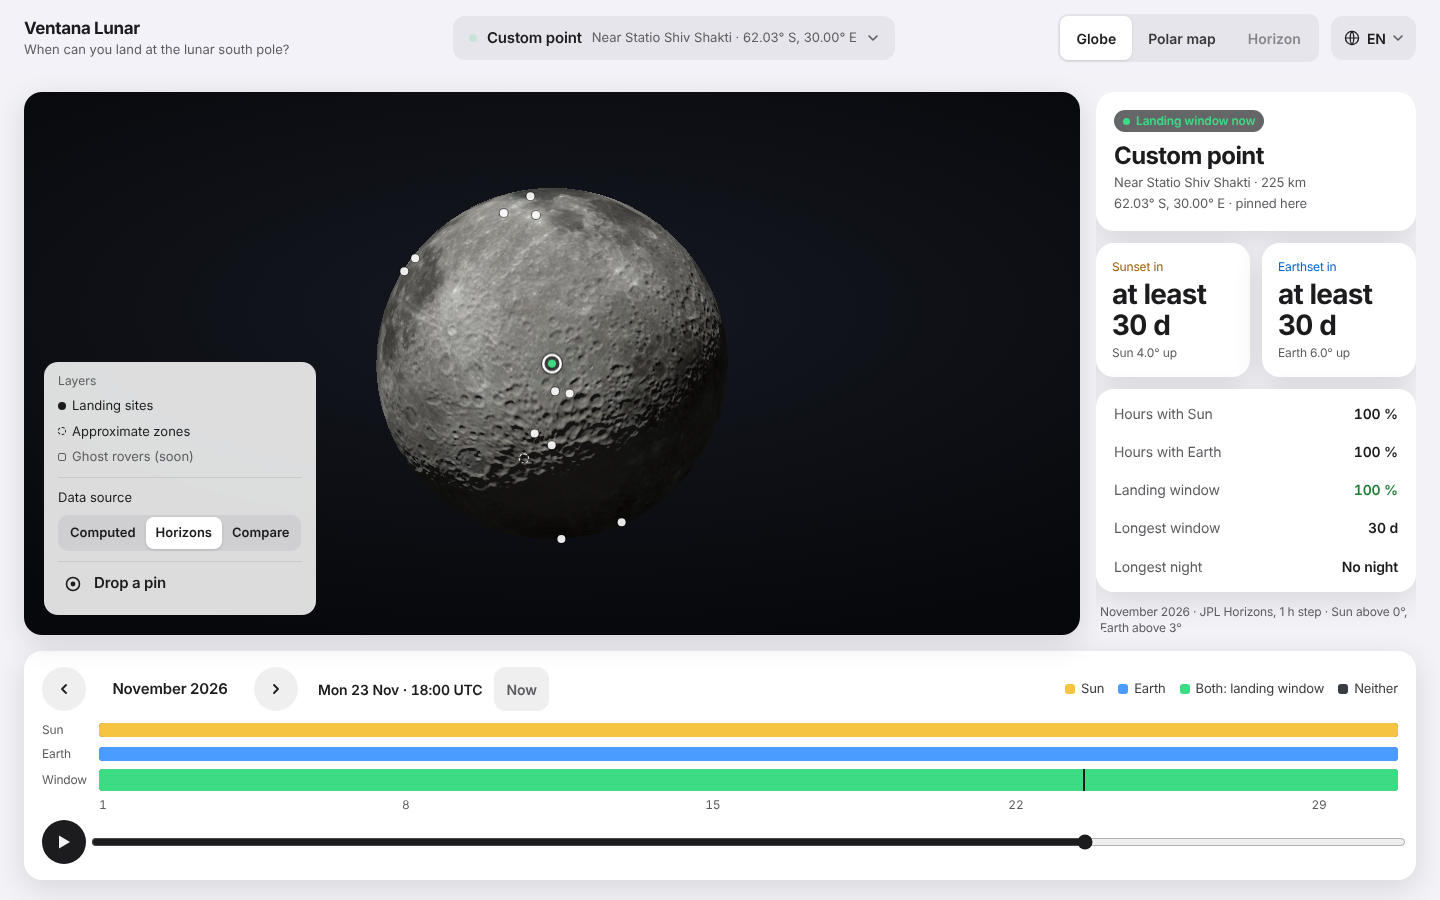 Ventana Lunar
When can you land at the lunar south pole?
Custom point Near Statio Shiv Shakti · 62.03° S, 30.00° E
Globe Polar map Horizon
EN
Landing window now
Custom point
Near Statio Shiv Shakti · 225 km
62.03° S, 30.00° E · pinned here
Sunset in
at least
30 d
Sun 4.0° up
Earthset in
at least
30 d
Earth 6.0° up
Layers
Landing sites
Approximate zones
Ghost rovers (soon)
Data source
Computed Horizons Compare
Drop a pin
Hours with Sun 100 %
Hours with Earth 100 %
Landing window 100 %
Longest window 30 d
Longest night No night
November 2026 · JPL Horizons, 1 h step · Sun above 0°,
Earth above 3°
November 2026 Mon 23 Nov · 18:00 UTC Now
Sun Earth Both: landing window Neither
Sun
Earth
Window
1 8 15 22 29